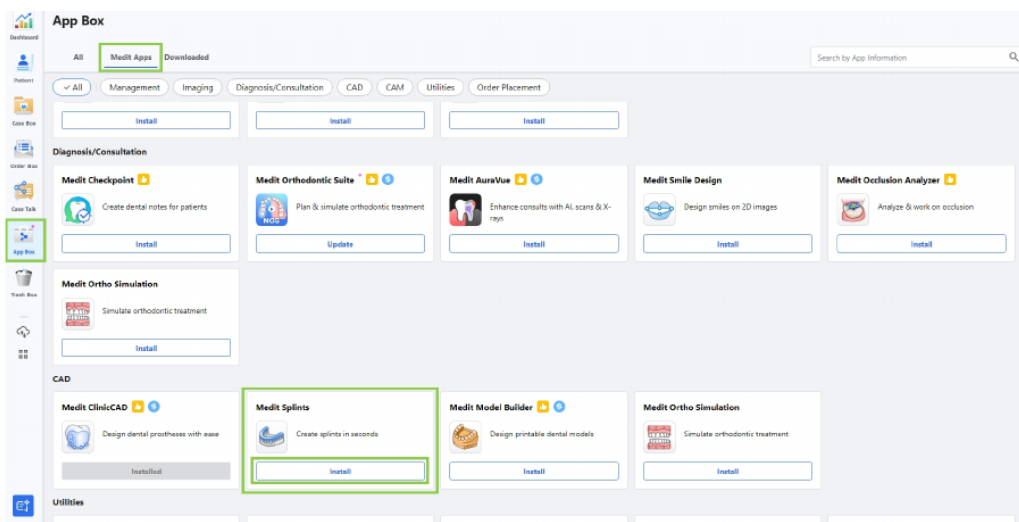 App Box
Dashboard
Patient
Case Box
Order Box
Case Talk
App Box
Trash Box
All
Medit Apps
Downloaded
Search by App Information
All
Management
Imaging
Diagnosis/Consultation
CAD
CAM
Utilities
Order Placement
Install
Install
Install
Diagnosis/Consultation
Medit Checkpoint
Create dental notes for patients
Install
Medit Orthodontic Suite
NOS
Plan & simulate orthodontic treatment
Update
Medit AuraVue
Enhance consults with AI, scans & X-
rays
Install
Medit Smile Design
Design smiles on 2D images
Install
Medit Occlusion Analyzer
Analyze & work on occlusion
Install
Medit Ortho Simulation
Simulate orthodontic treatment
Install
CAD
Medit ClinicCAD
Design dental prostheses with ease
Installed
Medit Splints
Create splints in seconds
Install
Medit Model Builder
Design printable dental models
Install
Medit Ortho Simulation
Simulate orthodontic treatment
Install
Utilities